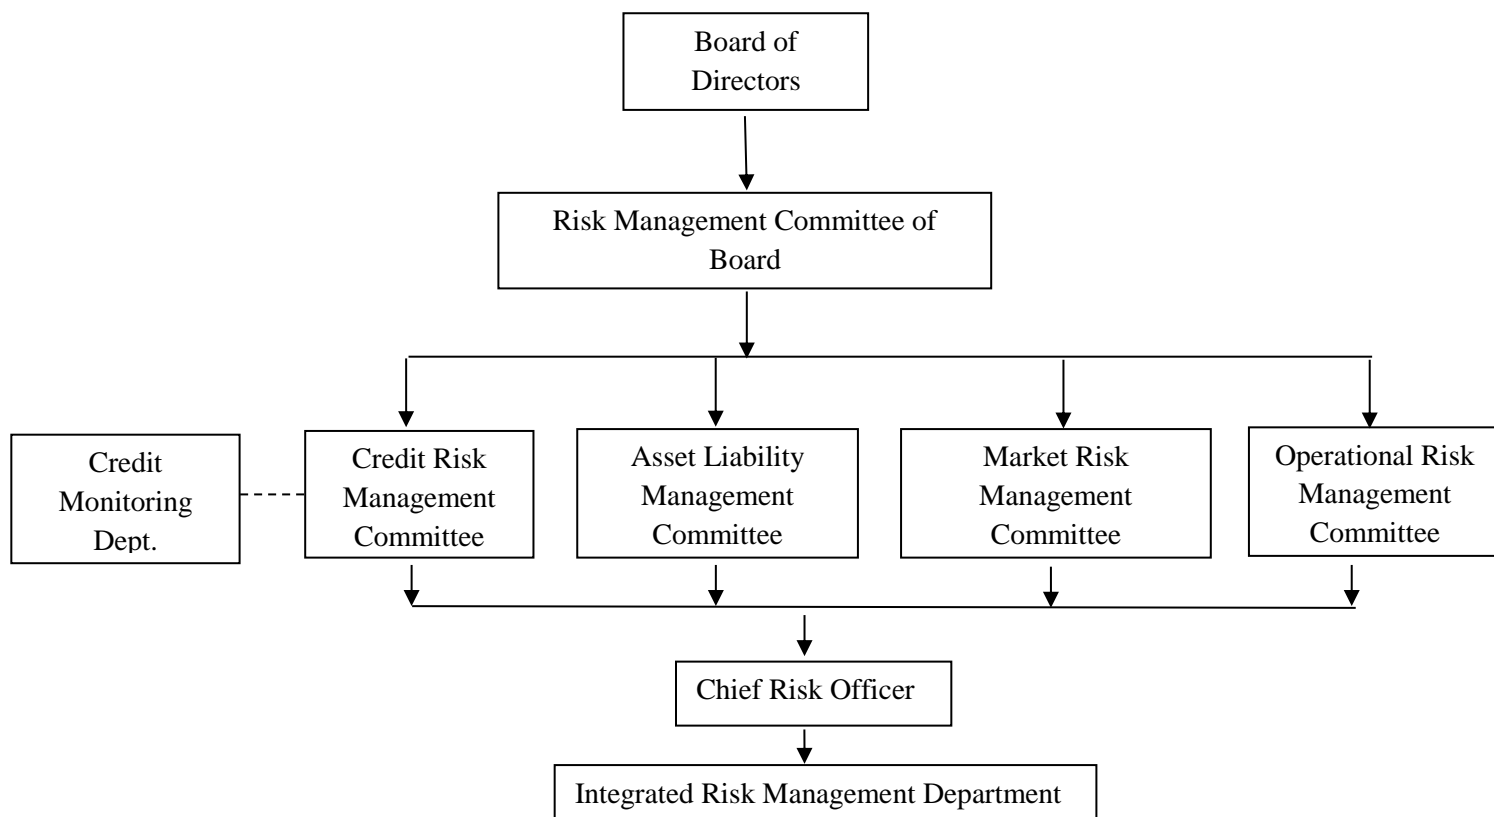 Board of
Directors
Risk Management Committee of
Board
Credit
Monitoring
Dept.
Credit Risk
Management
Committee
Asset Liability
Management
Committee
Market Risk
Management
Committee
Operational Risk
Management
Committee
Chief Risk Officer
Integrated Risk Management Department